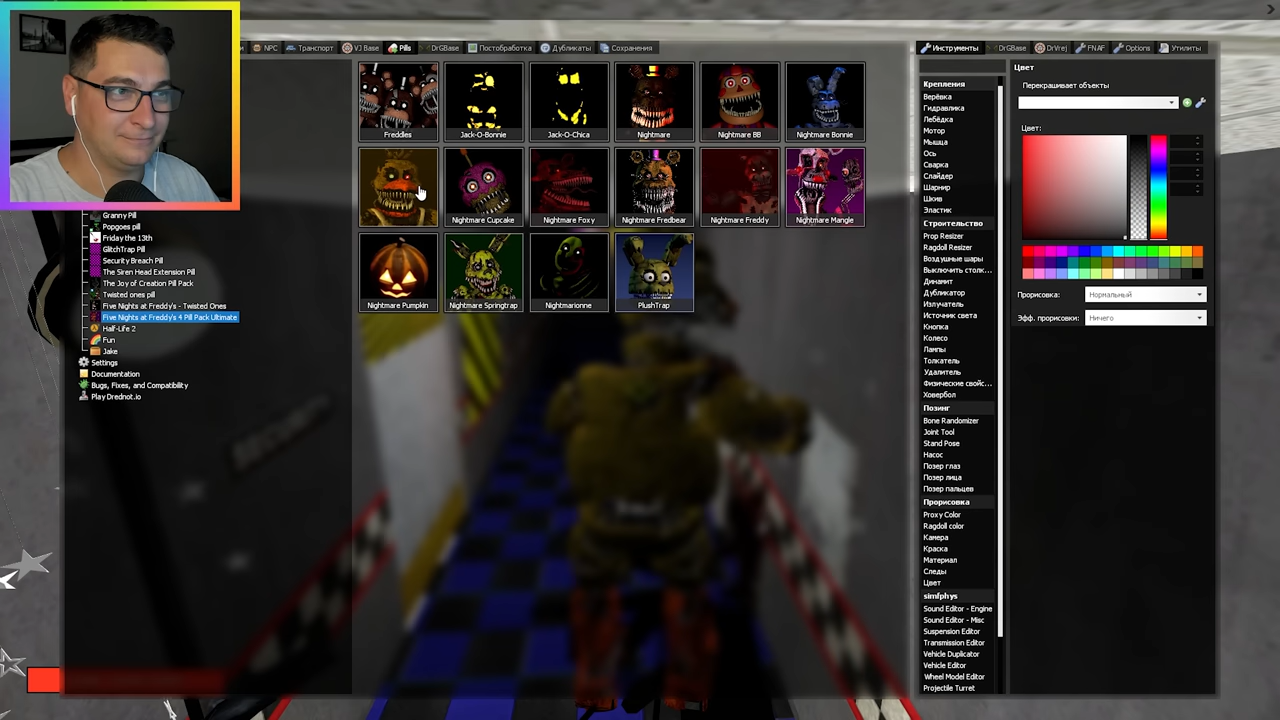 м
NPC
Транспорт
VJ Base
Pills
DrGBase
Постобработка
Дубликаты
Сохранения
Freddles
Jack-O-Bonnie
Jack-O-Chica
Nightmare
Nightmare BB
Nightmare Bonnie
Nightmare Cupcake
Nightmare Foxy
Nightmare Fredbear
Nightmare Freddy
Nightmare Mangle
Nightmare Pumpkin
Nightmare Springtrap
Nightmarionne
PlushTrap
Granny Pill
Popgoes pill
Friday the 13th
GlitchTrap Pill
Security Breach Pill
The Siren Head Extension Pill
The Joy of Creation Pill Pack
Twisted ones pill
Five Nights at Freddy's - Twisted Ones
Five Nights at Freddy's 4 Pill Pack Ultimate
Half-Life 2
Fun
Jake
Settings
Documentation
Bugs, Fixes, and Compatibility
Play Drednot.io
Инструменты
DrGBase
DrVrej
FNAF
Options
Утилиты
Крепления
Верёвка
Гидравлика
Лебёдка
Мотор
Мышца
Ось
Сварка
Слайдер
Шарнир
Шкив
Эластик
Строительство
Prop Resizer
Ragdoll Resizer
Воздушные шары
Выключить столк...
Динамит
Дубликатор
Излучатель
Источник света
Кнопка
Колесо
Лампы
Толкатель
Удалитель
Физические свойс...
Ховербол
Позинг
Bone Randomizer
Joint Tool
Stand Pose
Насос
Позер глаз
Позер лица
Позер пальцев
Прорисовка
Proxy Color
Ragdoll color
Камера
Краска
Материал
Следы
Цвет
simfphys
Sound Editor - Engine
Sound Editor - Misc
Suspension Editor
Transmission Editor
Vehicle Duplicator
Vehicle Editor
Wheel Model Editor
Projectile Turret
Цвет
Перекрашивает объекты
Цвет:
Прорисовка:
Нормальный
Эфф. прорисовки:
Ничего